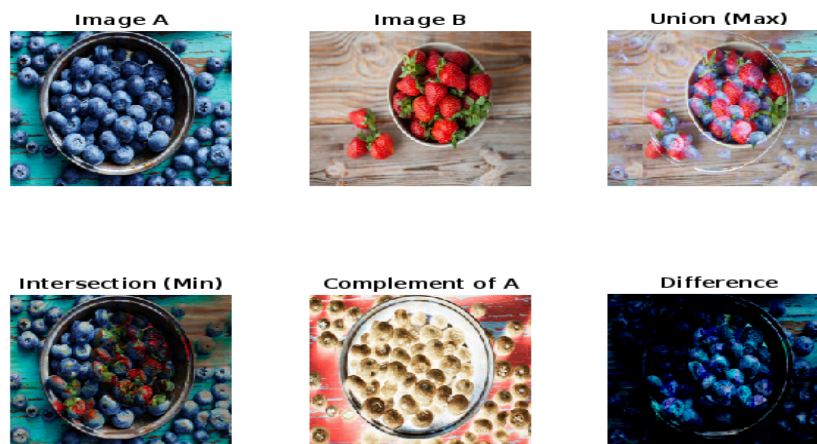 Image A
Image B
Union (Max)
Intersection (Min)
Complement of A
Difference